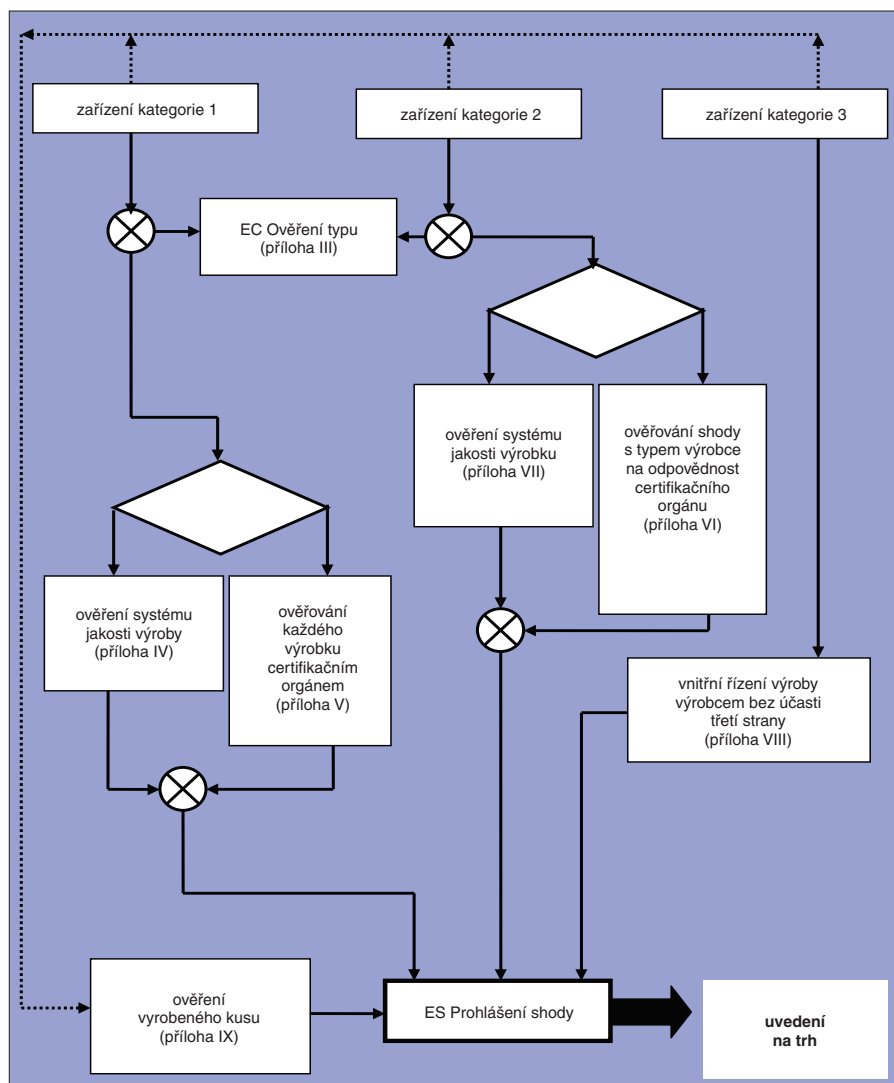 zařízení kategorie 1
zařízení kategorie 2
zařízení kategorie 3
EC Ověření typu
(příloha III)
ověření systému
jakosti výrobku
(příloha VII)
ověřování shody
s typem výrobce
na odpovědnost
certifikačního
orgánu
(příloha VI)
ověření systému
jakosti výroby
(příloha IV)
ověřování
každého
výrobku
certifikačním
orgánem
(příloha V)
vnitřní řízení výroby
výrobcem bez účasti
třetí strany
(příloha VIII)
ověření
vyrobeného kusu
(příloha IX)
ES Prohlášení shody
uvedení
na trh